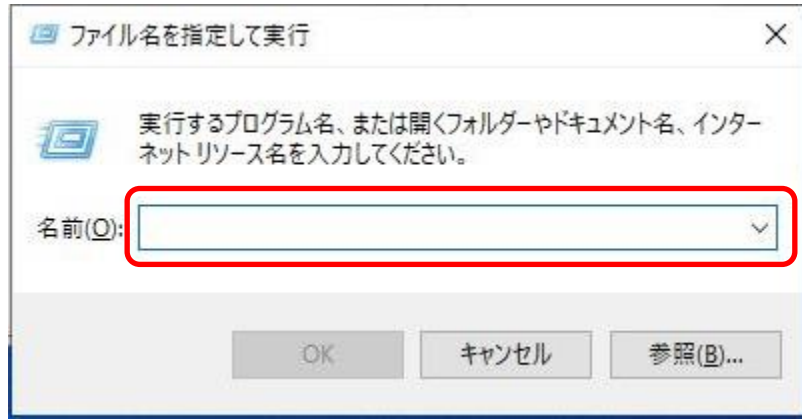 ファイル名を指定して実行
実行するプログラム名、または開くフォルダーやドキュメント名、インター
ネット リソース名を入力してください。
名前(O):
OK キャンセル 参照(B)...